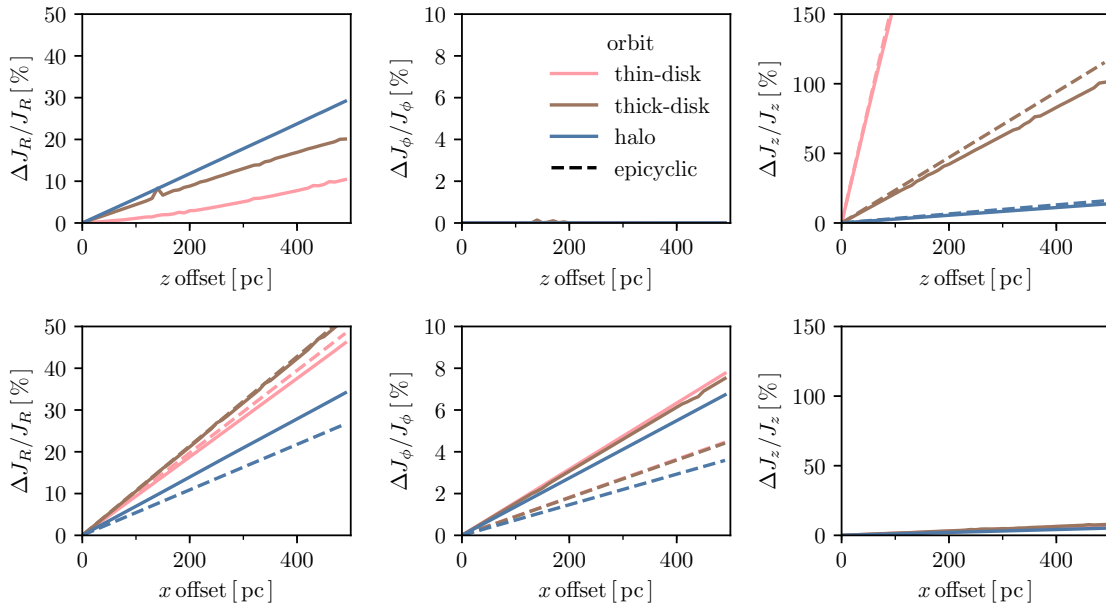 50
40
30
20
10
0
ΔJ_R/J_R [%]
0 200 400
z offset [pc]
10
8
6
4
2
0
ΔJ_ϕ/J_ϕ [%]
orbit
thin-disk
thick-disk
halo
epicyclic
0 200 400
z offset [pc]
150
100
50
0
ΔJ_z/J_z [%]
0 200 400
z offset [pc]
50
40
30
20
10
0
ΔJ_R/J_R [%]
0 200 400
x offset [pc]
10
8
6
4
2
0
ΔJ_ϕ/J_ϕ [%]
0 200 400
x offset [pc]
150
100
50
0
ΔJ_z/J_z [%]
0 200 400
x offset [pc]